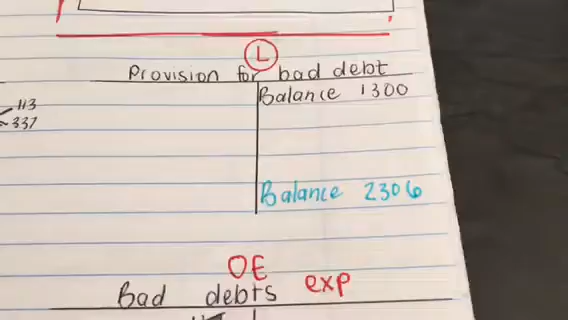 L
Provision for bad debt
Balance 1300
113
337
Balance 2306
OE
Bad debts exp